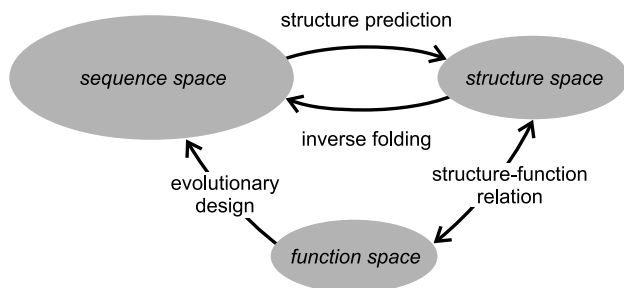 structure prediction
sequence space
structure space
inverse folding
structure-function
relation
evolutionary
design
function space